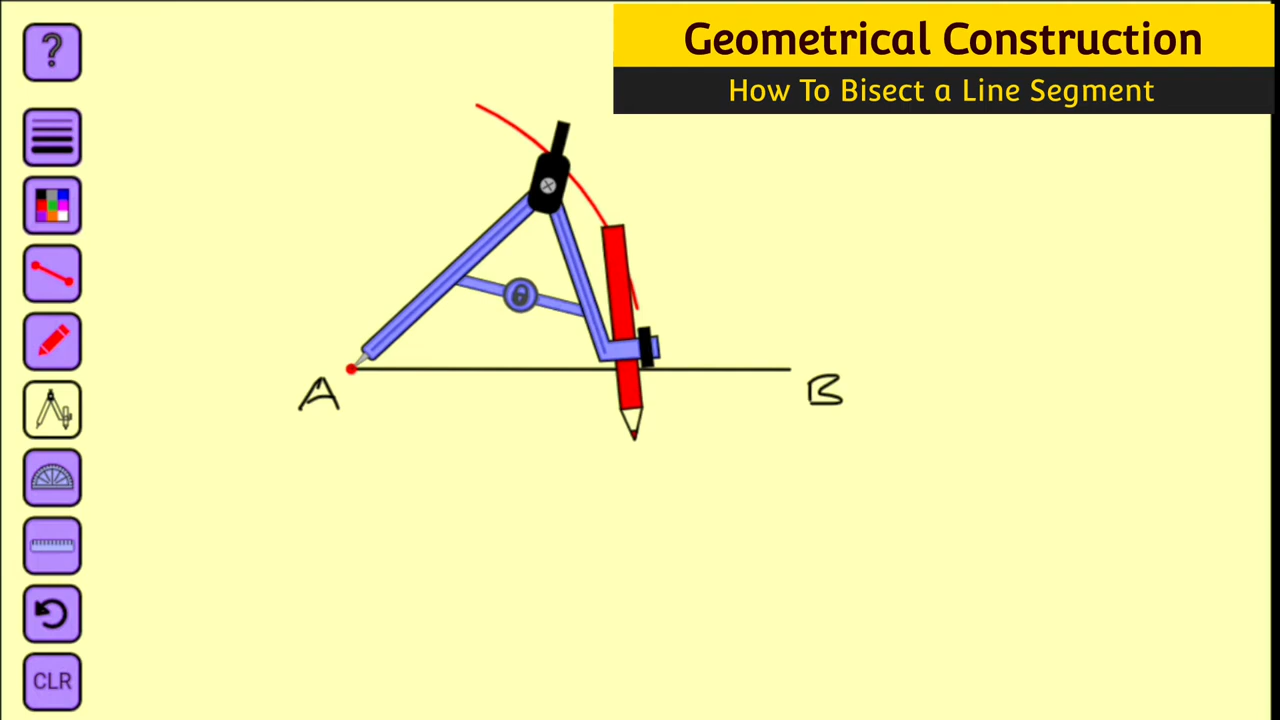 Geometrical Construction
How To Bisect a Line Segment
?
A
B
CLR